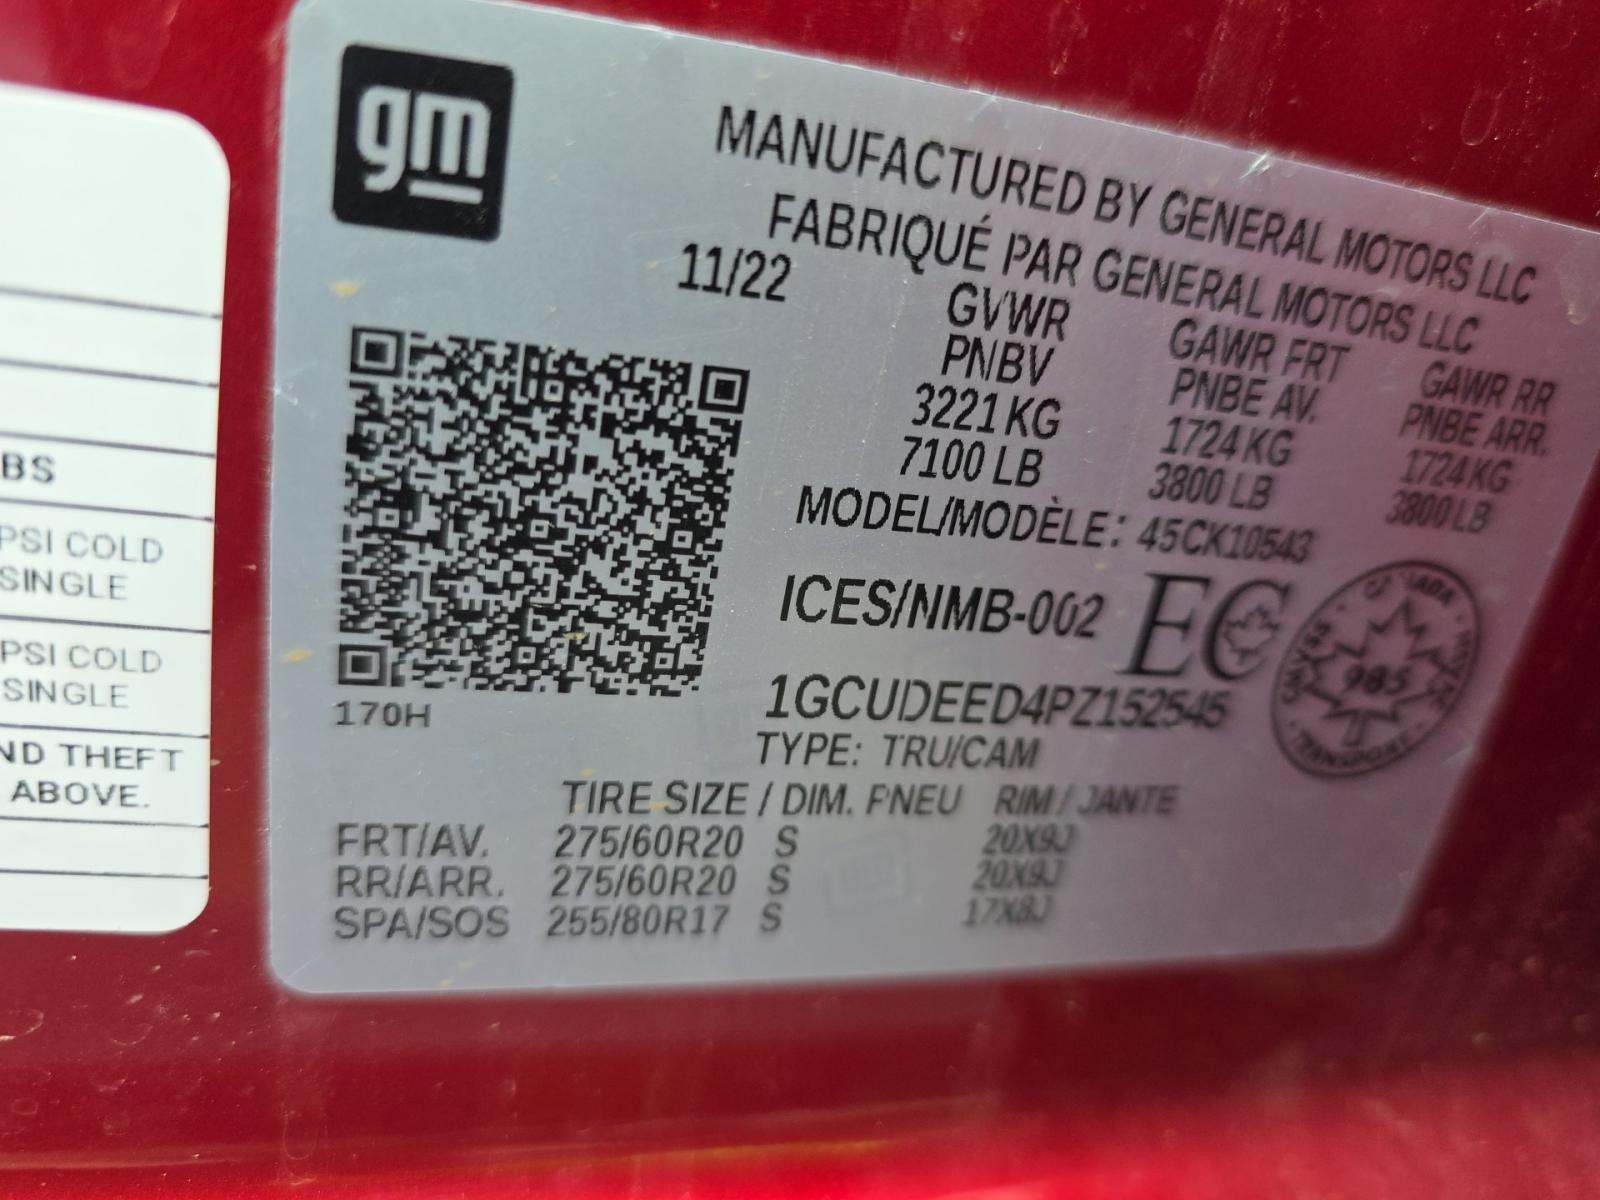 gm
MANUFACTURED BY GENERAL MOTORS LLC
FABRIQUÉ PAR GENERAL MOTORS LLC
11/22
GVWR GAWR FRT GAWR RR
PNBV PNBE AV. PNBE ARR.
3221 KG 1724 KG 1724 KG
7100 LB 3800 LB 3800 LB
MODEL/MODÈLE: 45CK10543
ICES/NMB-002 EC
CANADA
985
TRANSPORT
1GCUDEED4PZ152545
170H
TYPE: TRU/CAM
TIRE SIZE / DIM. PNEU RIM / JANTE
FRT/AV. 275/60R20 S 20X9J
RR/ARR. 275/60R20 S 20X9J
SPA/SOS 255/80R17 S 17X8J
BS
PSI COLD
SINGLE
PSI COLD
SINGLE
ND THEFT
ABOVE.